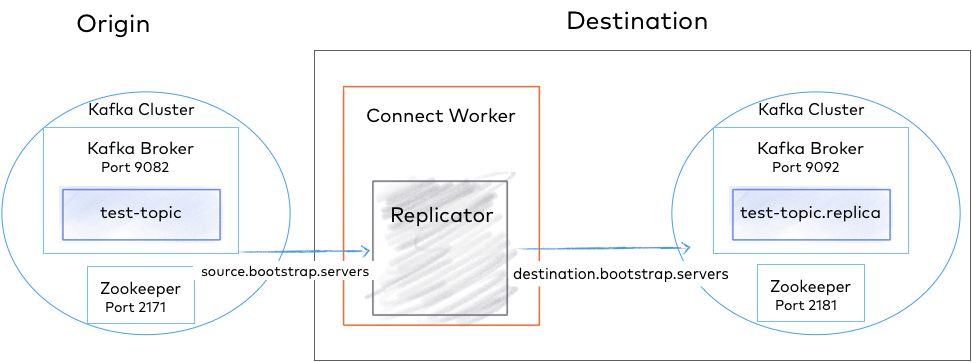 Origin
Destination
Kafka Cluster
Kafka Broker
Port 9082
test-topic
Zookeeper
Port 2171
source.bootstrap.servers
Connect Worker
Replicator
destination.bootstrap.servers
Kafka Cluster
Kafka Broker
Port 9092
test-topic.replica
Zookeeper
Port 2181